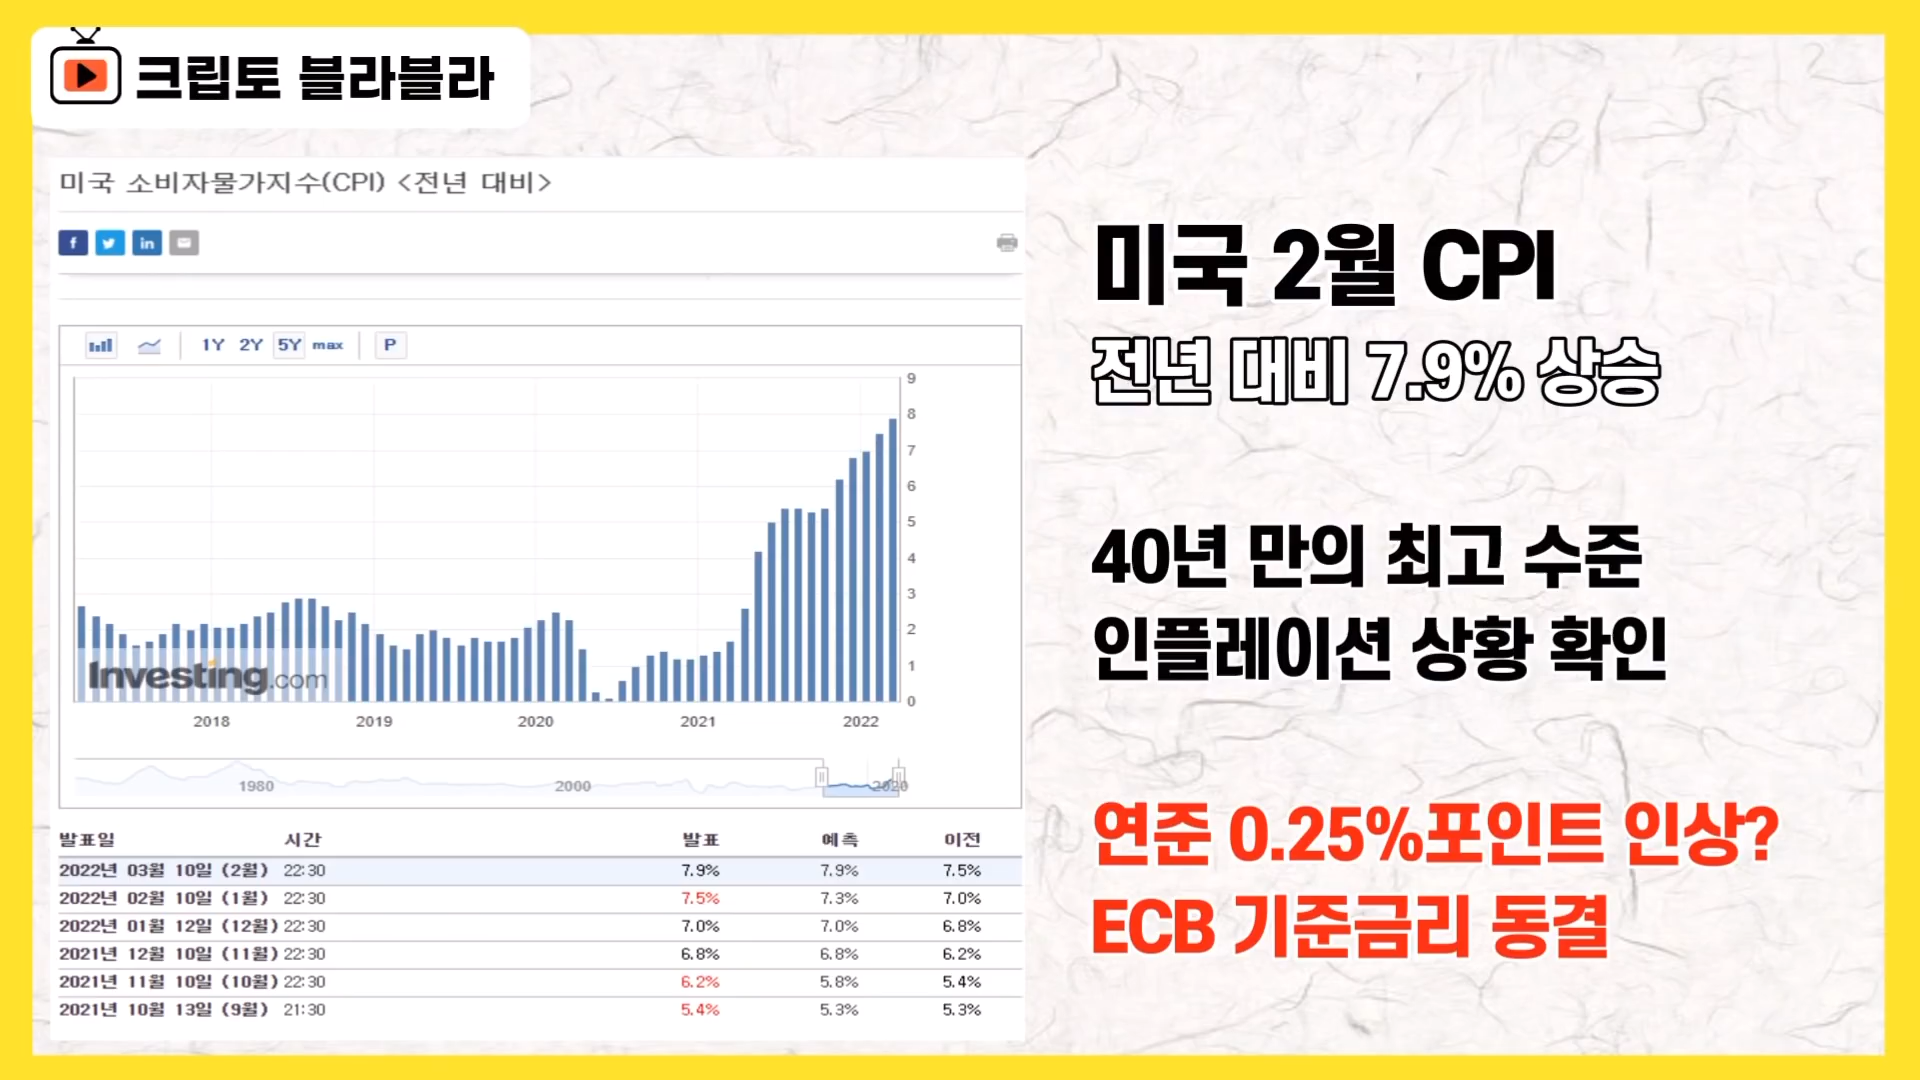 크립토 블라블라
미국 소비자물가지수(CPI) <전년 대비>
f in
1Y 2Y 5Y max P
9
8
7
6
5
4
3
2
1
0
Investing.com
2018 2019 2020 2021 2022
1980 2000 2020
발표일 시간 발표 예측 이전
2022년 03월 10일 (2월) 22:30 7.9% 7.9% 7.5%
2022년 02월 10일 (1월) 22:30 7.5% 7.3% 7.0%
2022년 01월 12일 (12월) 22:30 7.0% 7.0% 6.8%
2021년 12월 10일 (11월) 22:30 6.8% 6.8% 6.2%
2021년 11월 10일 (10월) 22:30 6.2% 5.8% 5.4%
2021년 10월 13일 (9월) 21:30 5.4% 5.3% 5.3%
미국 2월 CPI
전년 대비 7.9% 상승
40년 만의 최고 수준
인플레이션 상황 확인
연준 0.25%포인트 인상?
ECB 기준금리 동결